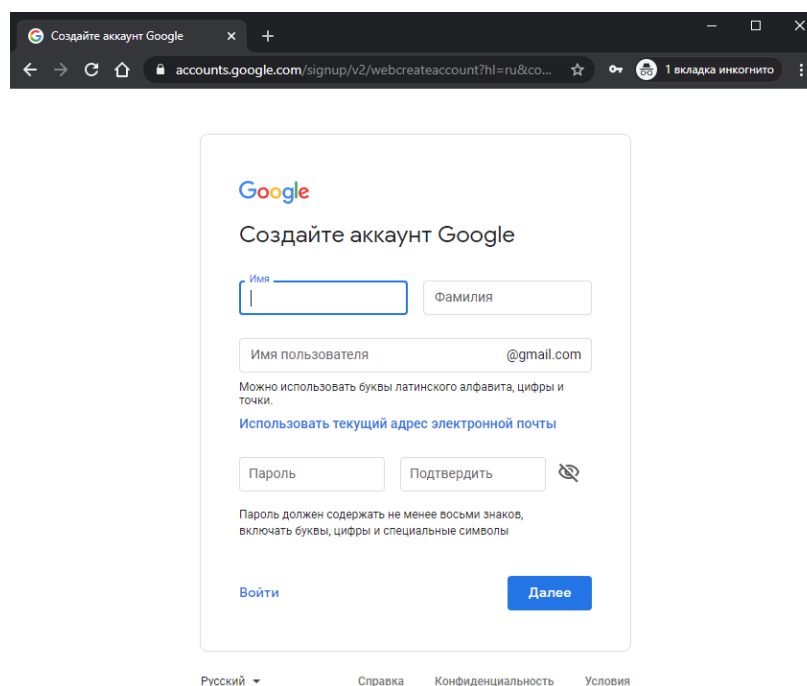 Создайте аккаунт Google
accounts.google.com/signup/v2/webcreateaccount?hl=ru&co...
1 вкладка инкогнито
Google
Создайте аккаунт Google
Имя
Фамилия
Имя пользователя @gmail.com
Можно использовать буквы латинского алфавита, цифры и
точки.
Использовать текущий адрес электронной почты
Пароль Подтвердить
Пароль должен содержать не менее восьми знаков,
включать буквы, цифры и специальные символы
Войти Далее
Русский Справка Конфиденциальность Условия